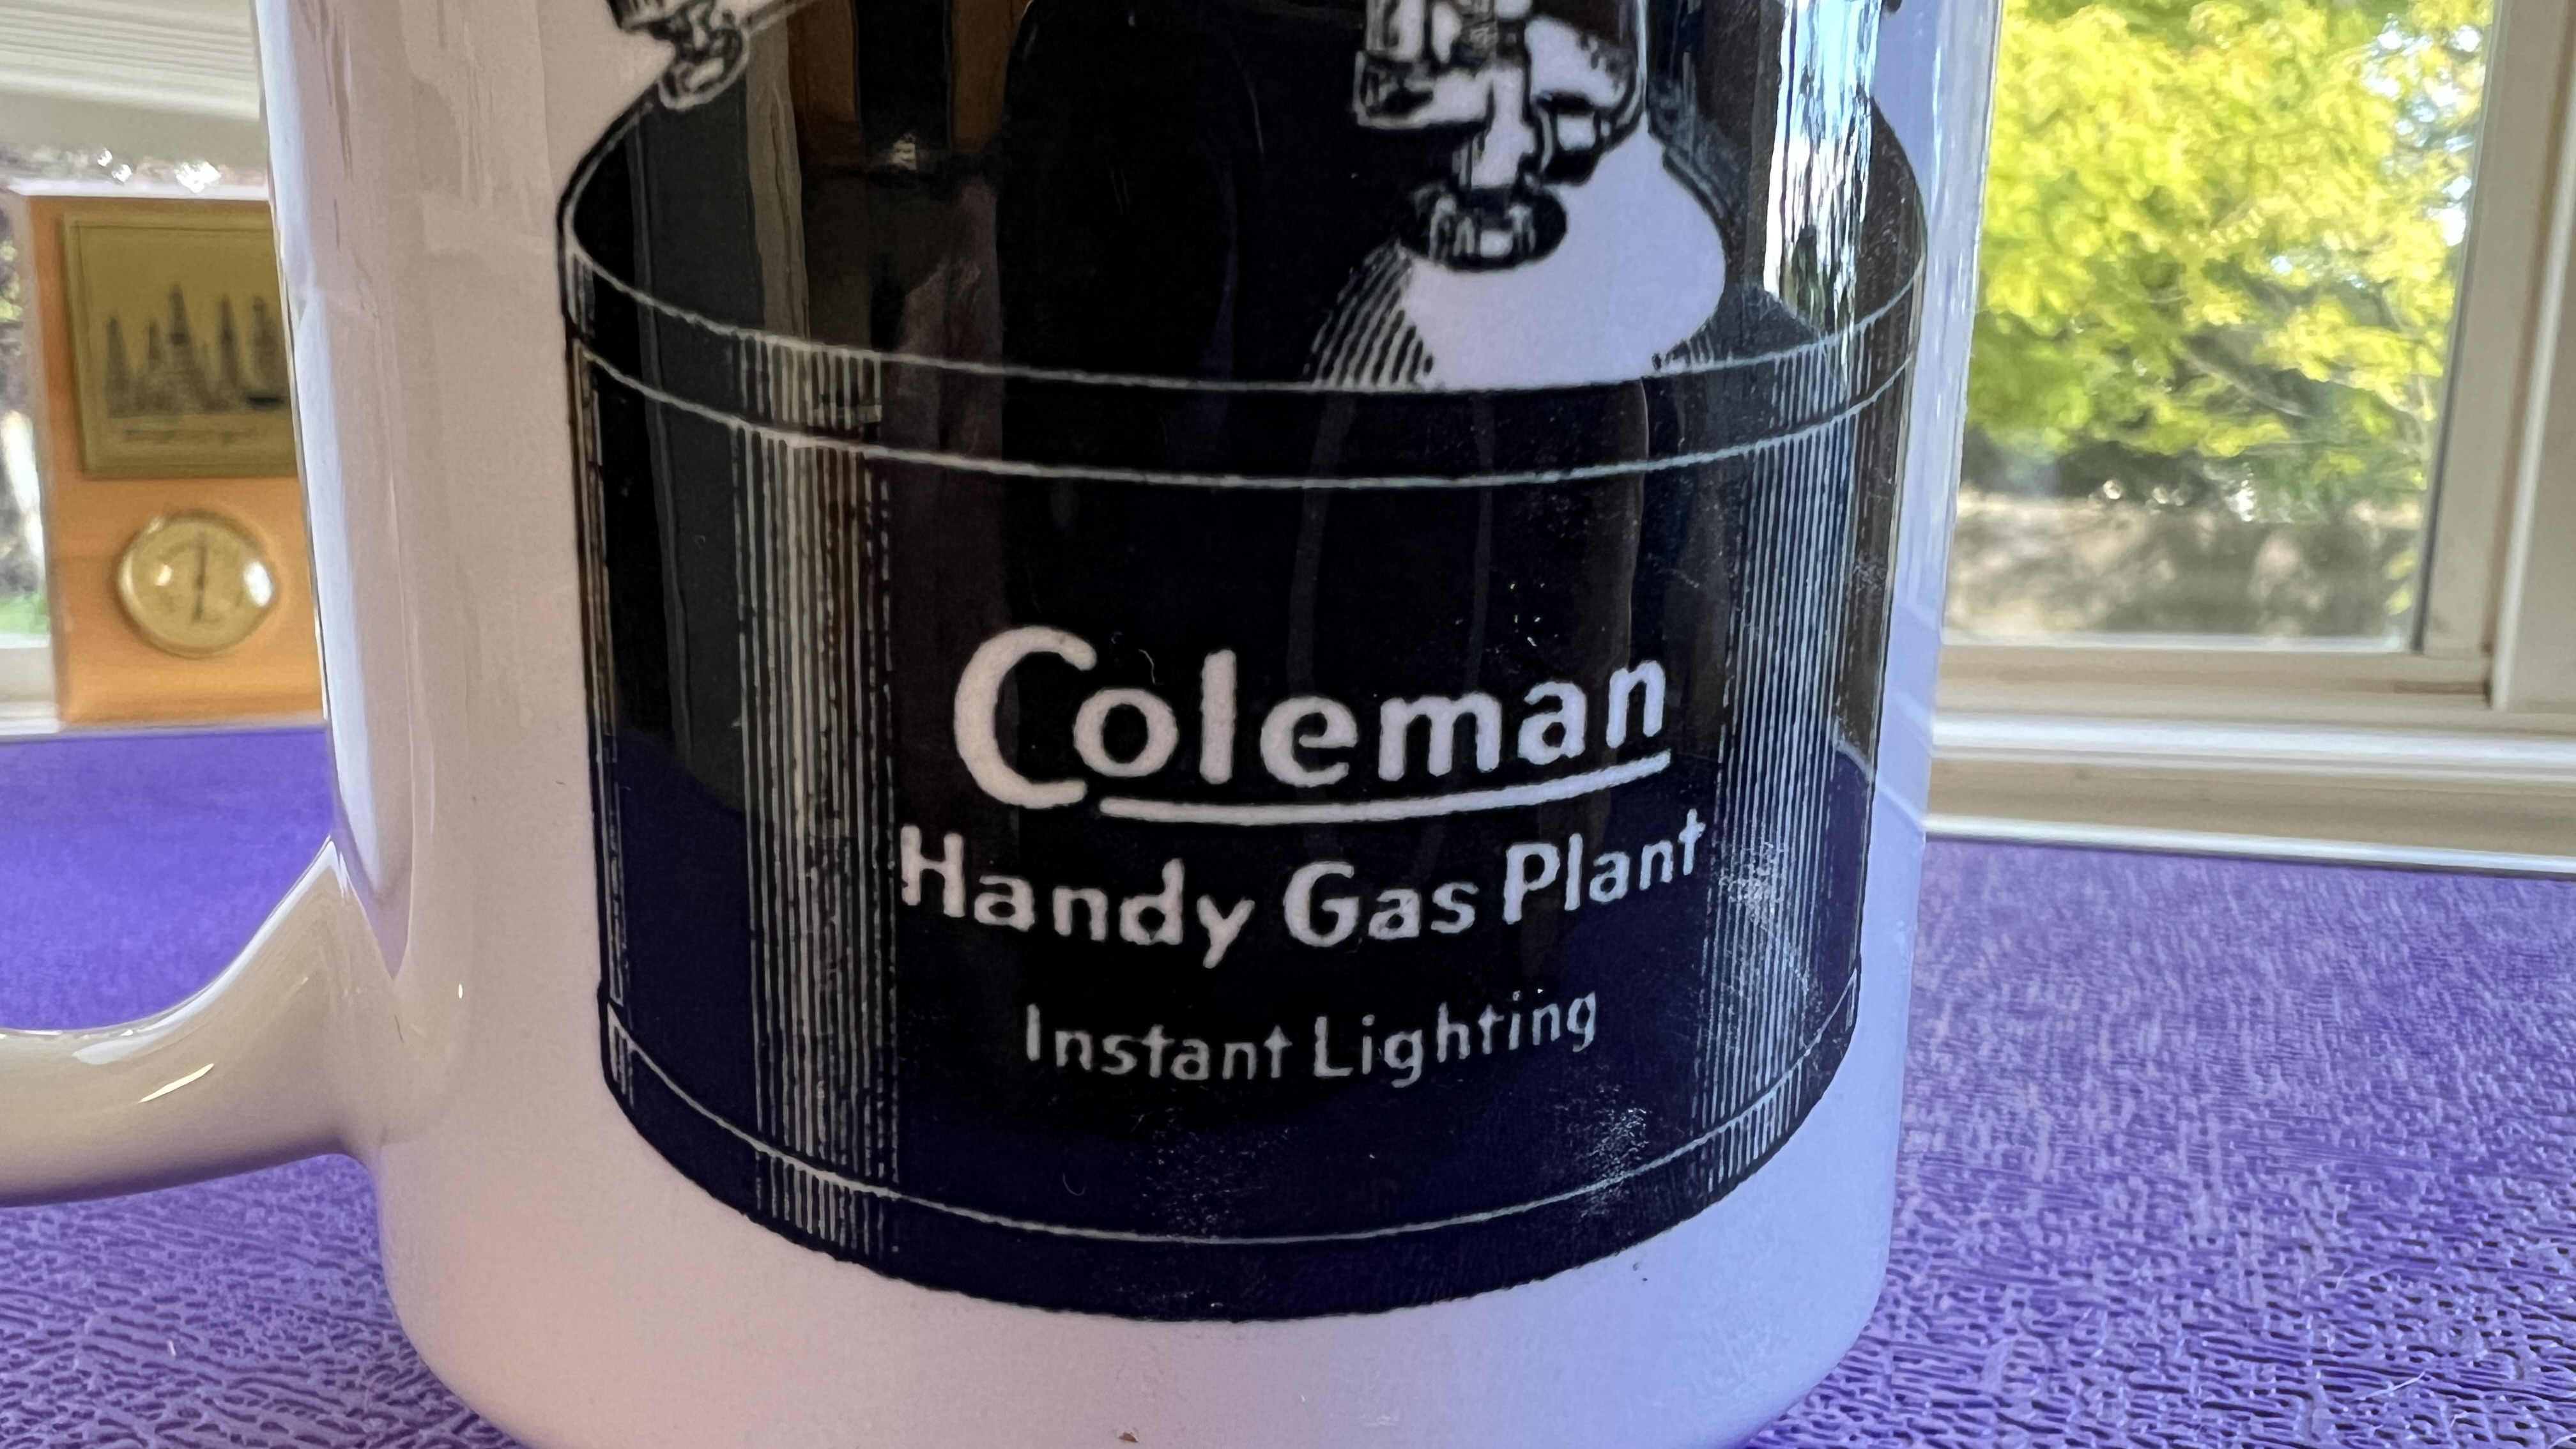 Coleman
Handy Gas Plant
Instant Lighting